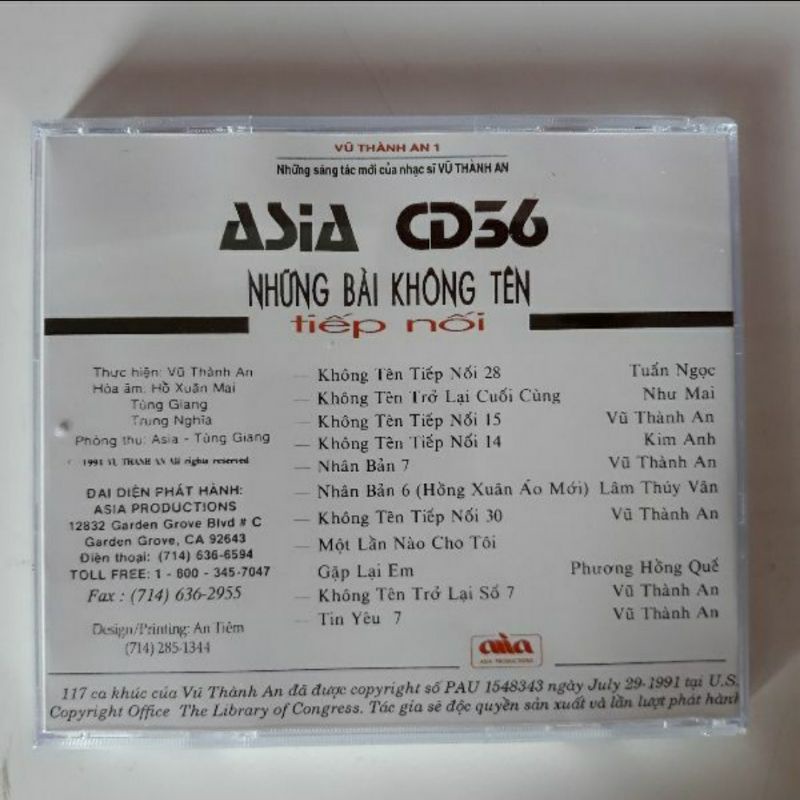 VŨ THÀNH AN 1
Những sáng tác mới của nhạc sĩ VŨ THÀNH AN
ASIA CD36
NHỮNG BÀI KHÔNG TÊN
tiếp nối
Thực hiện: Vũ Thành An
Hòa âm: Hồ Xuân Mai
Tùng Giang
Trung Nghĩa
Phòng thu: Asia - Tùng Giang
© 1991 VŨ THÀNH AN All rights reserved
ĐẠI DIỆN PHÁT HÀNH:
ASIA PRODUCTIONS
12832 Garden Grove Blvd # C
Garden Grove, CA 92643
Điện thoại: (714) 636-6594
TOLL FREE: 1 - 800 - 345-7047
Fax : (714) 636-2955
Design/Printing: An Tiêm
(714) 285-1344
— Không Tên Tiếp Nối 28 Tuấn Ngọc
— Không Tên Trở Lại Cuối Cùng Như Mai
— Không Tên Tiếp Nối 15 Vũ Thành An
— Không Tên Tiếp Nối 14 Kim Anh
— Nhân Bản 7 Vũ Thành An
— Nhân Bản 6 (Hồng Xuân Áo Mới) Lâm Thúy Vân
— Không Tên Tiếp Nối 30 Vũ Thành An
— Một Lần Nào Cho Tôi
Gặp Lại Em Phương Hồng Quế
— Không Tên Trở Lại Số 7 Vũ Thành An
— Tin Yêu 7 Vũ Thành An
asia
ASIA PRODUCTIONS
117 ca khúc của Vũ Thành An đã được copyright số PAU 1548343 ngày July 29-1991 tại U.S.
Copyright Office The Library of Congress. Tác gia sẽ độc quyền sản xuất và lần lượt phát hành